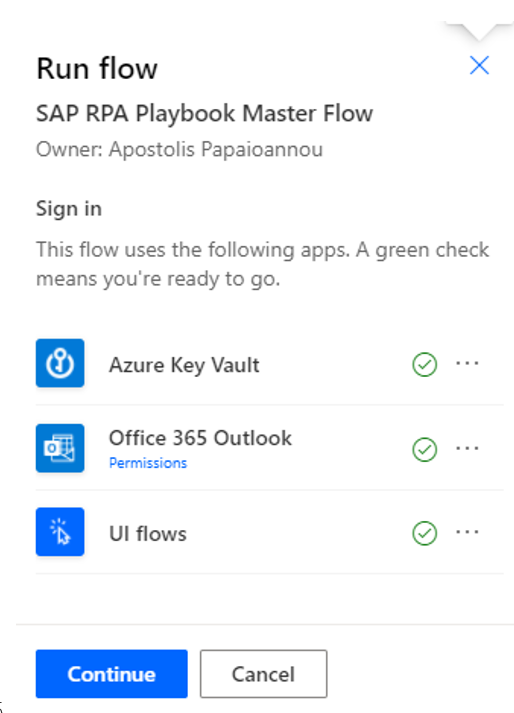 Run flow
SAP RPA Playbook Master Flow
Owner: Apostolis Papaioannou
Sign in
This flow uses the following apps. A green check
means you're ready to go.
Azure Key Vault
Office 365 Outlook
Permissions
UI flows
Continue
Cancel